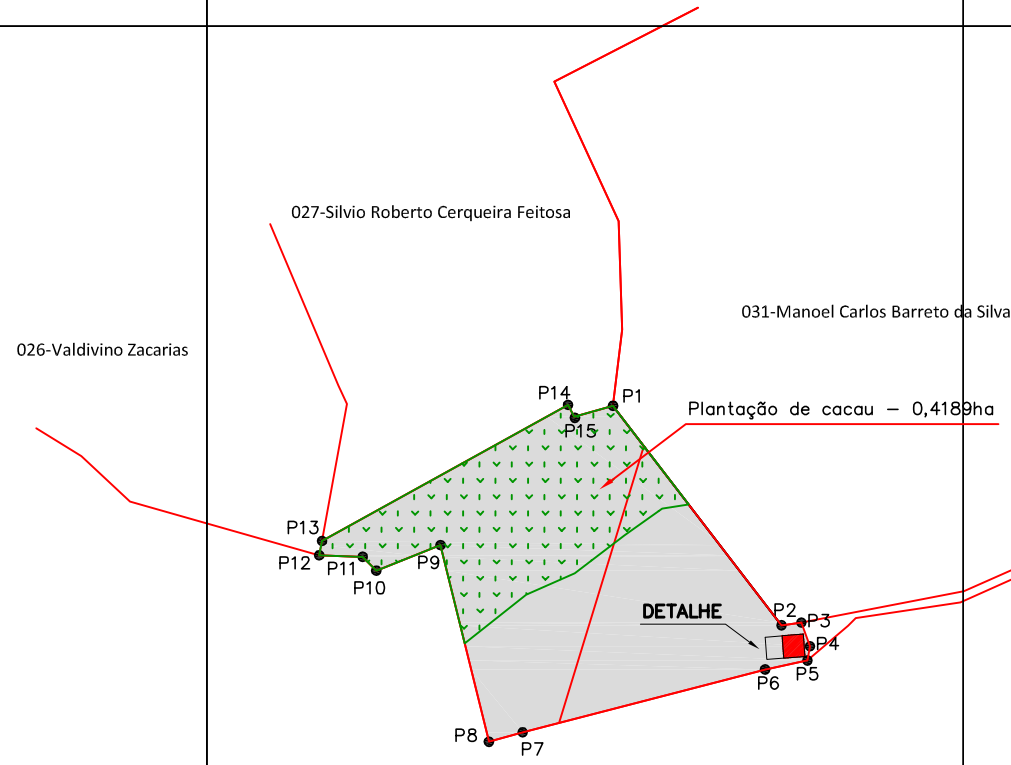 027-Silvio Roberto Cerqueira Feitosa
031-Manoel Carlos Barreto da Silva
026-Valdivino Zacarias
P14
P1
Plantação de cacau – 0,4189ha
P15
P13
P12
P11
P9
P10
DETALHE
P2
P3
P4
P5
P6
P8
P7